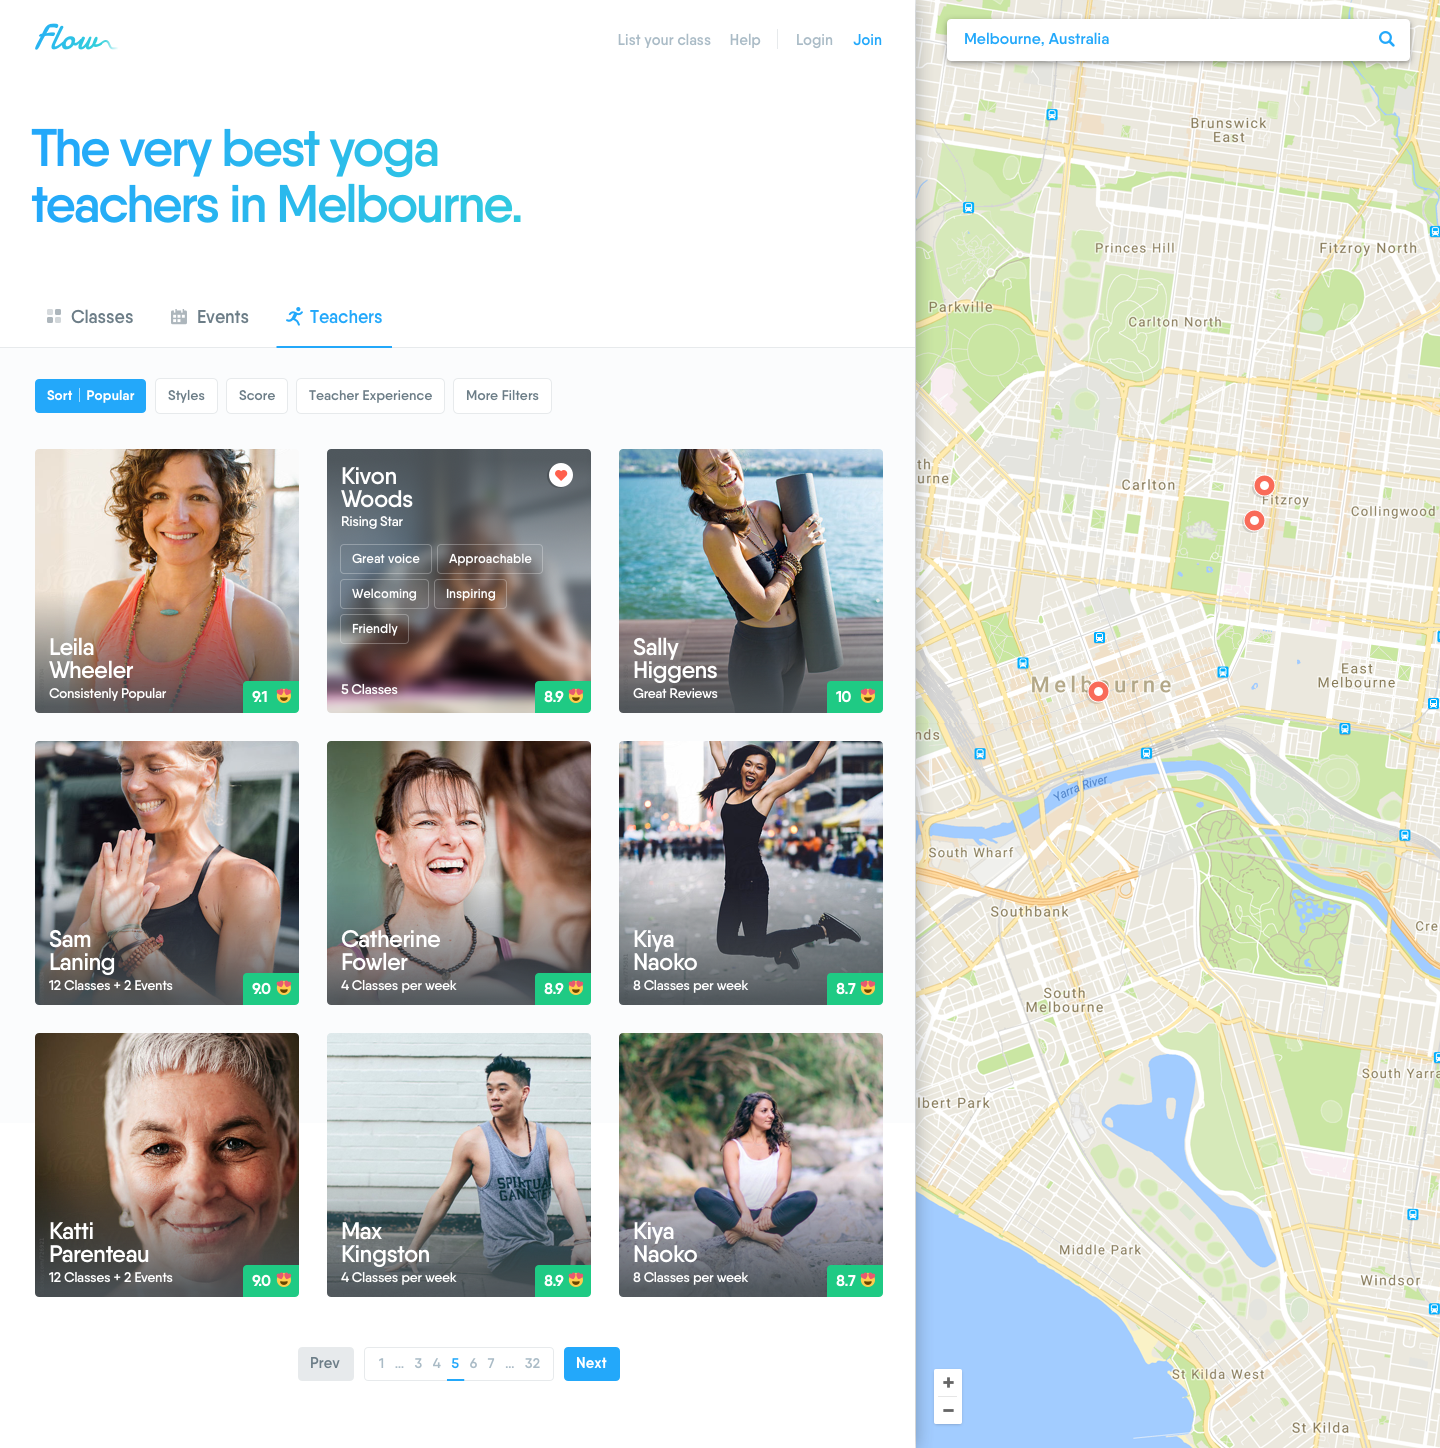 flow
List your class
Help
Login
Join
The very best yoga
teachers in Melbourne.
Classes
Events
Teachers
Sort | Popular
Styles
Score
Teacher Experience
More Filters
Leila
Wheeler
Consistenly Popular
9.1
Kivon
Woods
Rising Star
Great voice
Approachable
Welcoming
Inspiring
Friendly
5 Classes
8.9
Sally
Higgens
Great Reviews
10
Sam
Laning
12 Classes + 2 Events
9.0
Catherine
Fowler
4 Classes per week
8.9
Kiya
Naoko
8 Classes per week
8.7
Katti
Parenteau
12 Classes + 2 Events
9.0
SPIRITUAL
GANGSTER
Max
Kingston
4 Classes per week
8.9
Kiya
Naoko
8 Classes per week
8.7
Prev
1 ... 3 4 5 6 7 ... 32
Next
Melbourne, Australia
Brunswick
East
Princes Hill
Fitzroy North
Parkville
Carlton North
th
urne
Carlton
Fitzroy
Collingwood
East
Melbourne
Melbourne
nds
Yarra River
South Wharf
Southbank
Cre
South
Melbourne
South Yarra
lbert Park
Middle Park
Windsor
St Kilda West
St Kilda
+
−